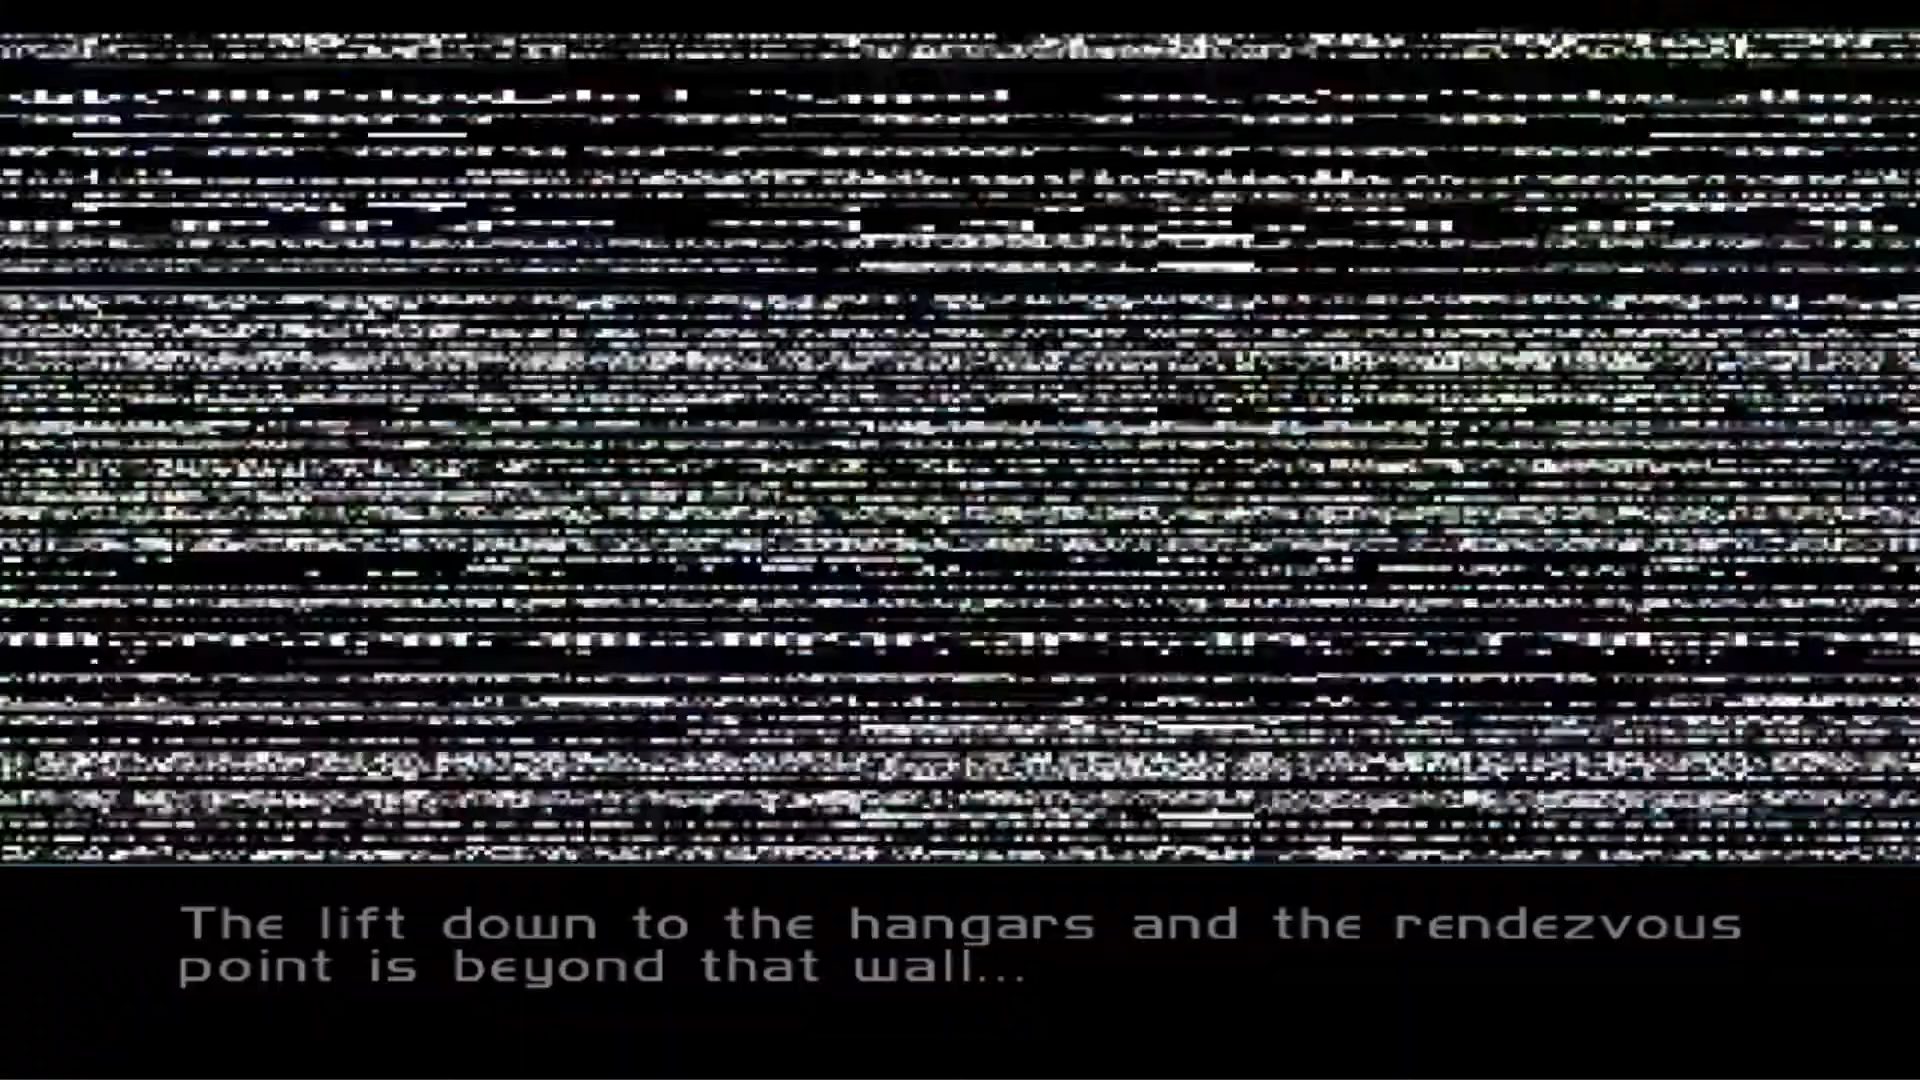 The lift down to the hangars and the rendezvous
point is beyond that wall...